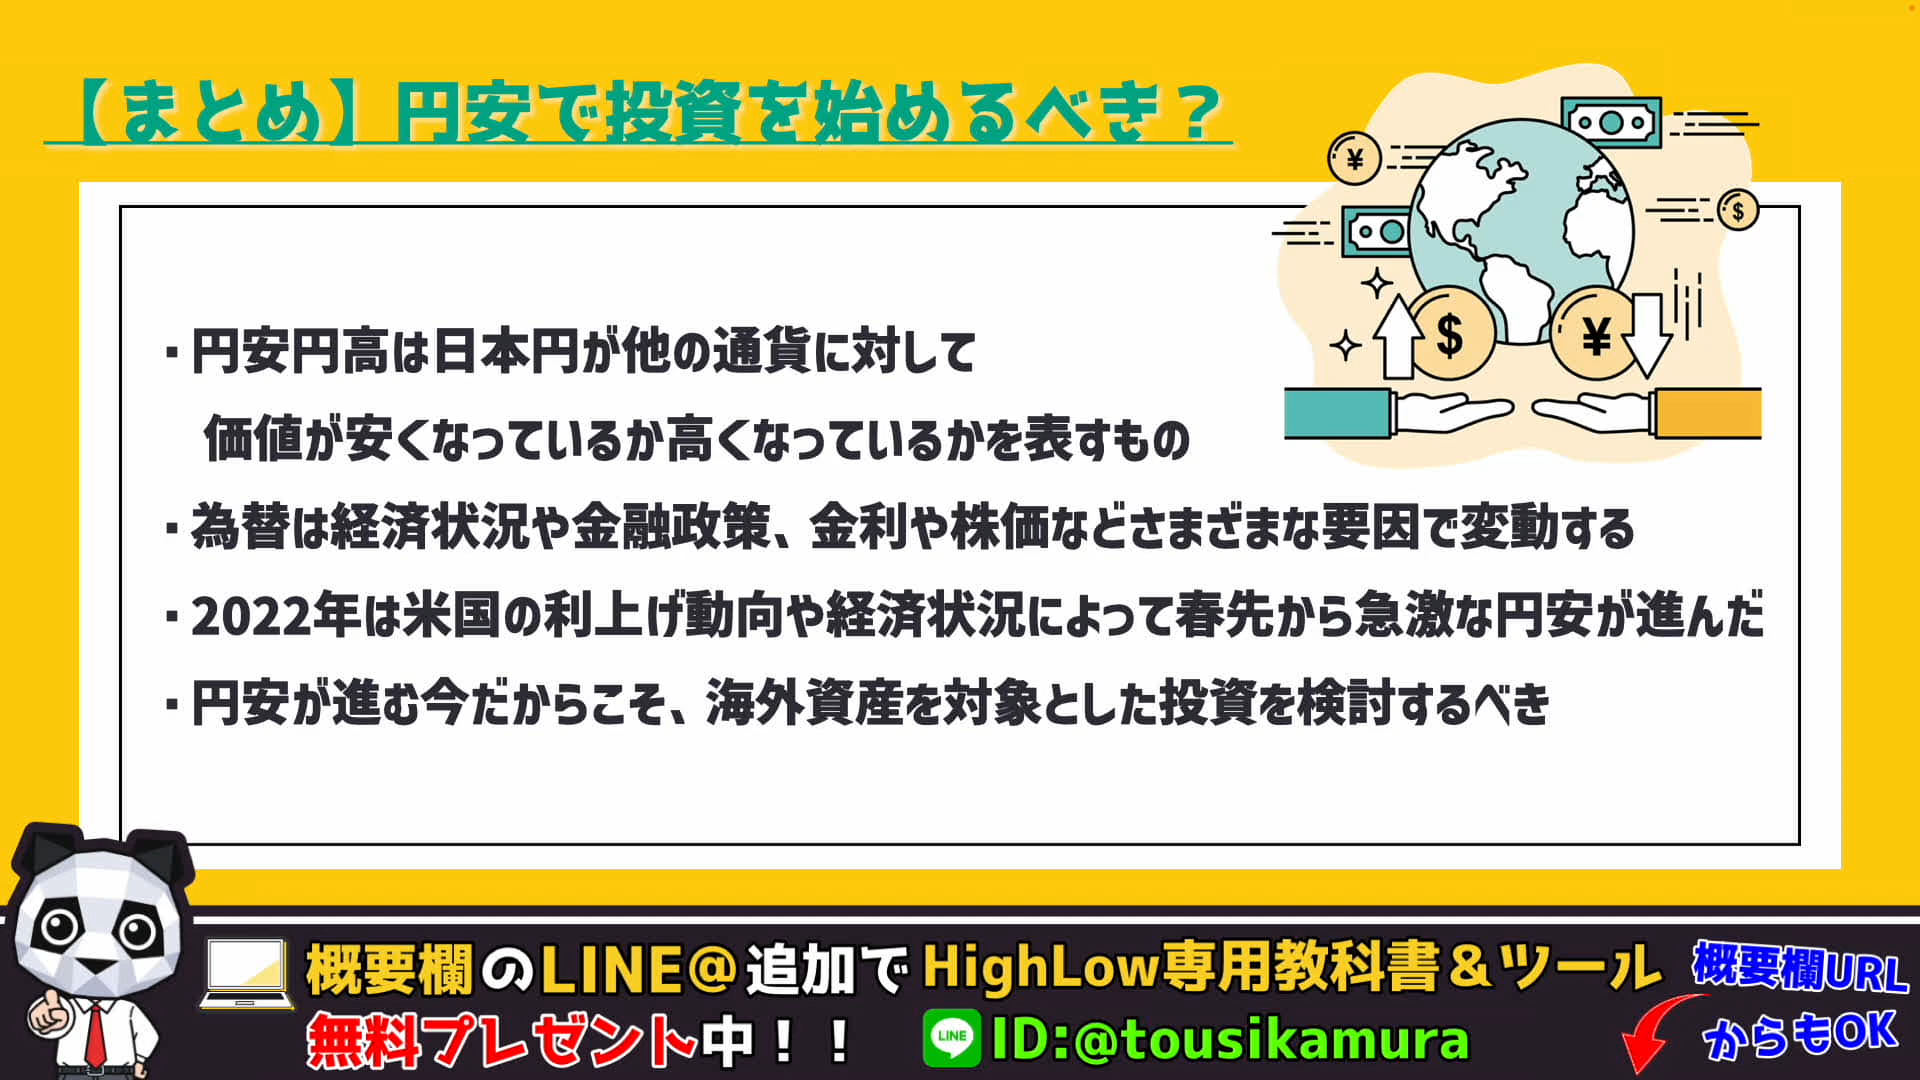 【まとめ】円安で投資を始めるべき？
・円安円高は日本円が他の通貨に対して
価値が安くなっているか高くなっているかを表すもの
・為替は経済状況や金融政策、金利や株価などさまざまな要因で変動する
・2022年は米国の利上げ動向や経済状況によって春先から急激な円安が進んだ
・円安が進む今だからこそ、海外資産を対象とした投資を検討するべき
¥
$
$
¥
概要欄のLINE@追加でHighLow専用教科書＆ツール
無料プレゼント中！！
LINE
ID:@tousikamura
概要欄URL
からもOK